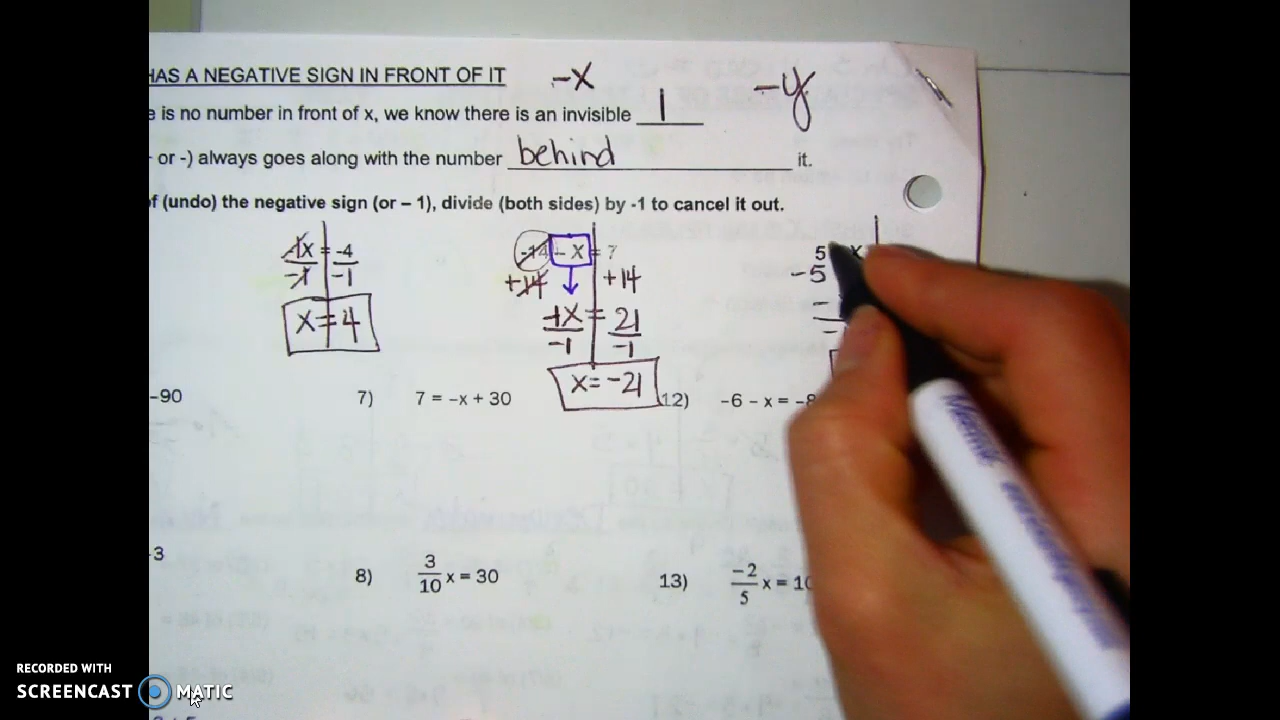 HAS A NEGATIVE SIGN IN FRONT OF IT -x -y
is no number in front of x, we know there is an invisible 1
or -) always goes along with the number behind it.
of (undo) the negative sign (or – 1), divide (both sides) by -1 to cancel it out.
-1x = -4
-1 -1
x = 4
-14 - x = 7
+14 +14
-1x = 21
-1 -1
x = -21
5 x
-5
-90
7) 7 = -x + 30
12) -6 - x = -8
-3
8) 3/10 x = 30
13) -2/5 x = 10
RECORDED WITH
SCREENCAST MATIC